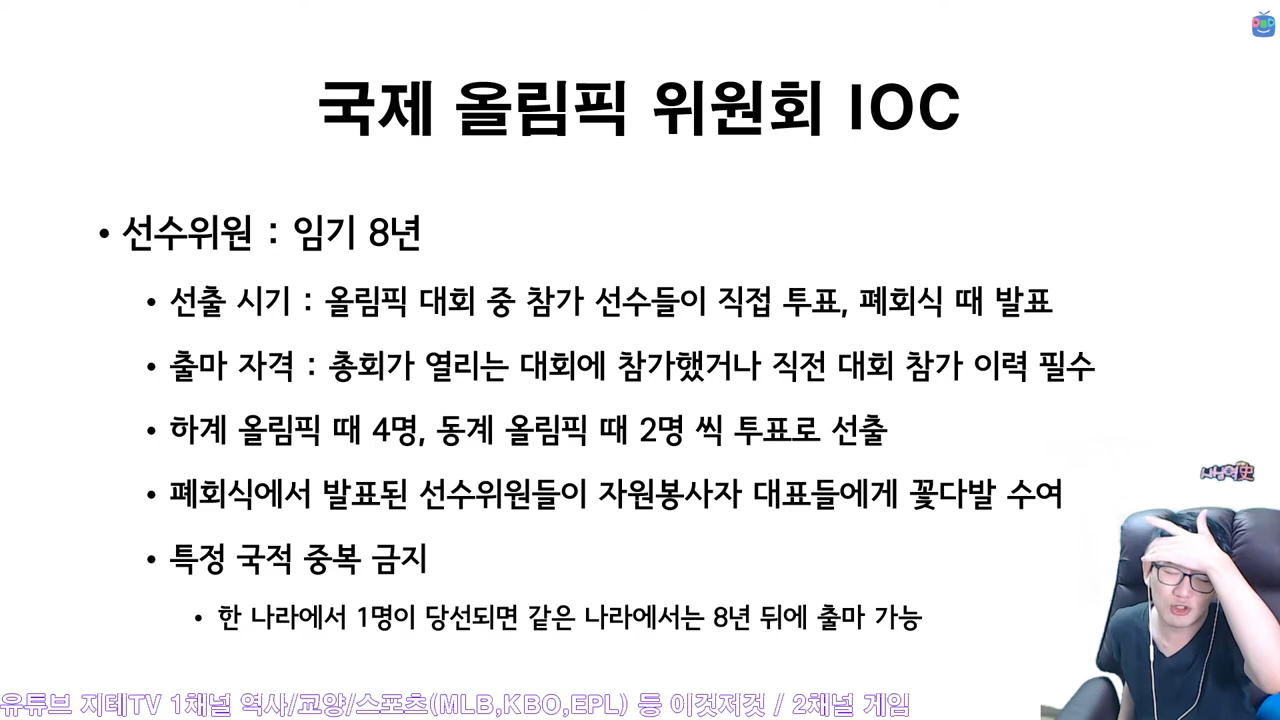 국제 올림픽 위원회 IOC
• 선수위원 : 임기 8년
• 선출 시기 : 올림픽 대회 중 참가 선수들이 직접 투표, 폐회식 때 발표
• 출마 자격 : 총회가 열리는 대회에 참가했거나 직전 대회 참가 이력 필수
• 하계 올림픽 때 4명, 동계 올림픽 때 2명 씩 투표로 선출
• 폐회식에서 발표된 선수위원들이 자원봉사자 대표들에게 꽃다발 수여
• 특정 국적 중복 금지
• 한 나라에서 1명이 당선되면 같은 나라에서는 8년 뒤에 출마 가능
유튜브 지테TV 1채널 역사/교양/스포츠(MLB,KBO,EPL) 등 이것저것 / 2채널 게임